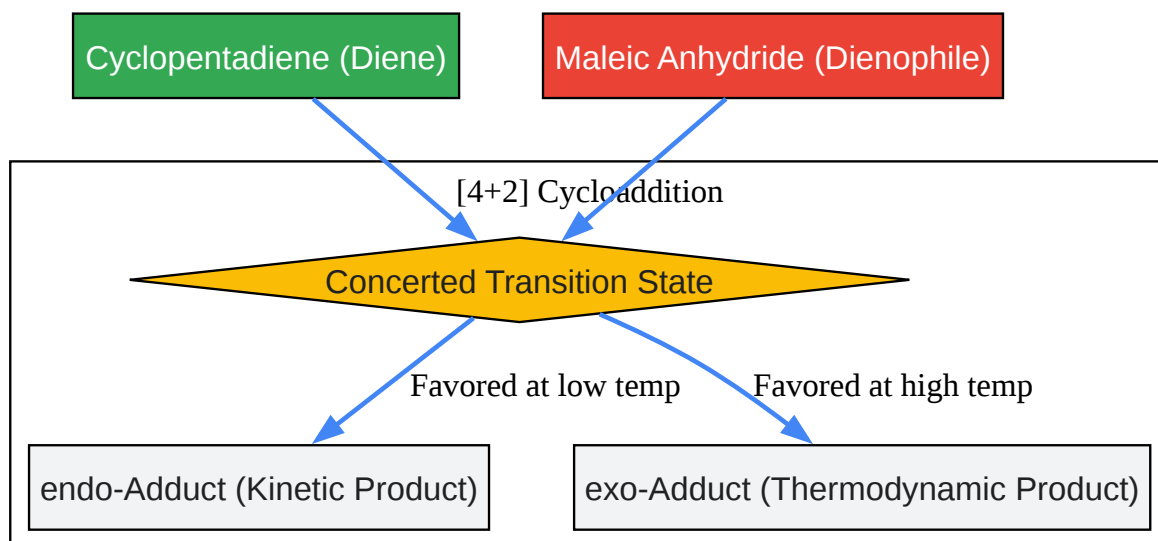 Cyclopentadiene (Diene)
Maleic Anhydride (Dienophile)
[4+2] Cycloaddition
Concerted Transition State
Favored at low temp
Favored at high temp
endo-Adduct (Kinetic Product)
exo-Adduct (Thermodynamic Product)